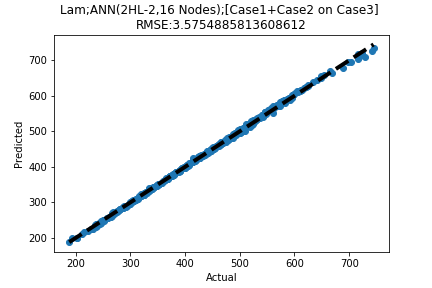 Lam;ANN(2HL-2,16 Nodes);[Case1+Case2 on Case3]
RMSE:3.5754885813608612
Predicted
700
600
500
400
300
200
200 300 400 500 600 700
Actual